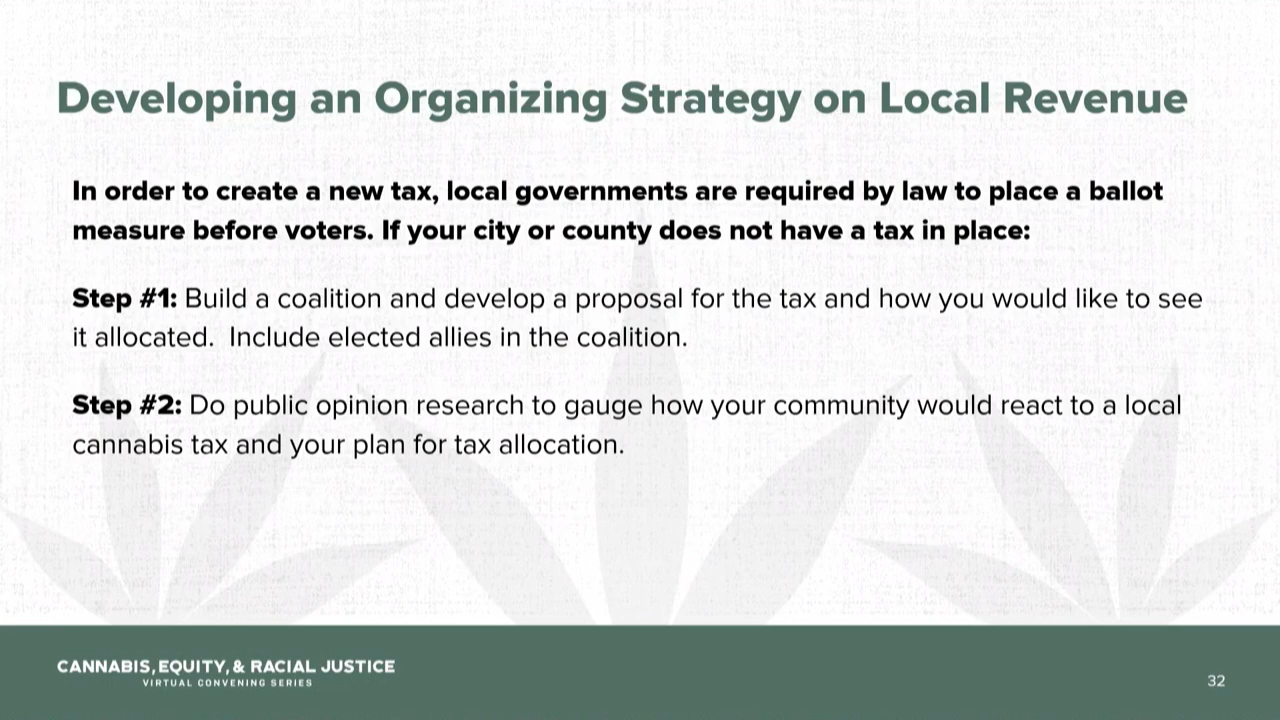 Developing an Organizing Strategy on Local Revenue
In order to create a new tax, local governments are required by law to place a ballot
measure before voters. If your city or county does not have a tax in place:
Step #1: Build a coalition and develop a proposal for the tax and how you would like to see
it allocated.  Include elected allies in the coalition.
Step #2: Do public opinion research to gauge how your community would react to a local
cannabis tax and your plan for tax allocation.
CANNABIS, EQUITY, & RACIAL JUSTICE
VIRTUAL CONVENING SERIES
32